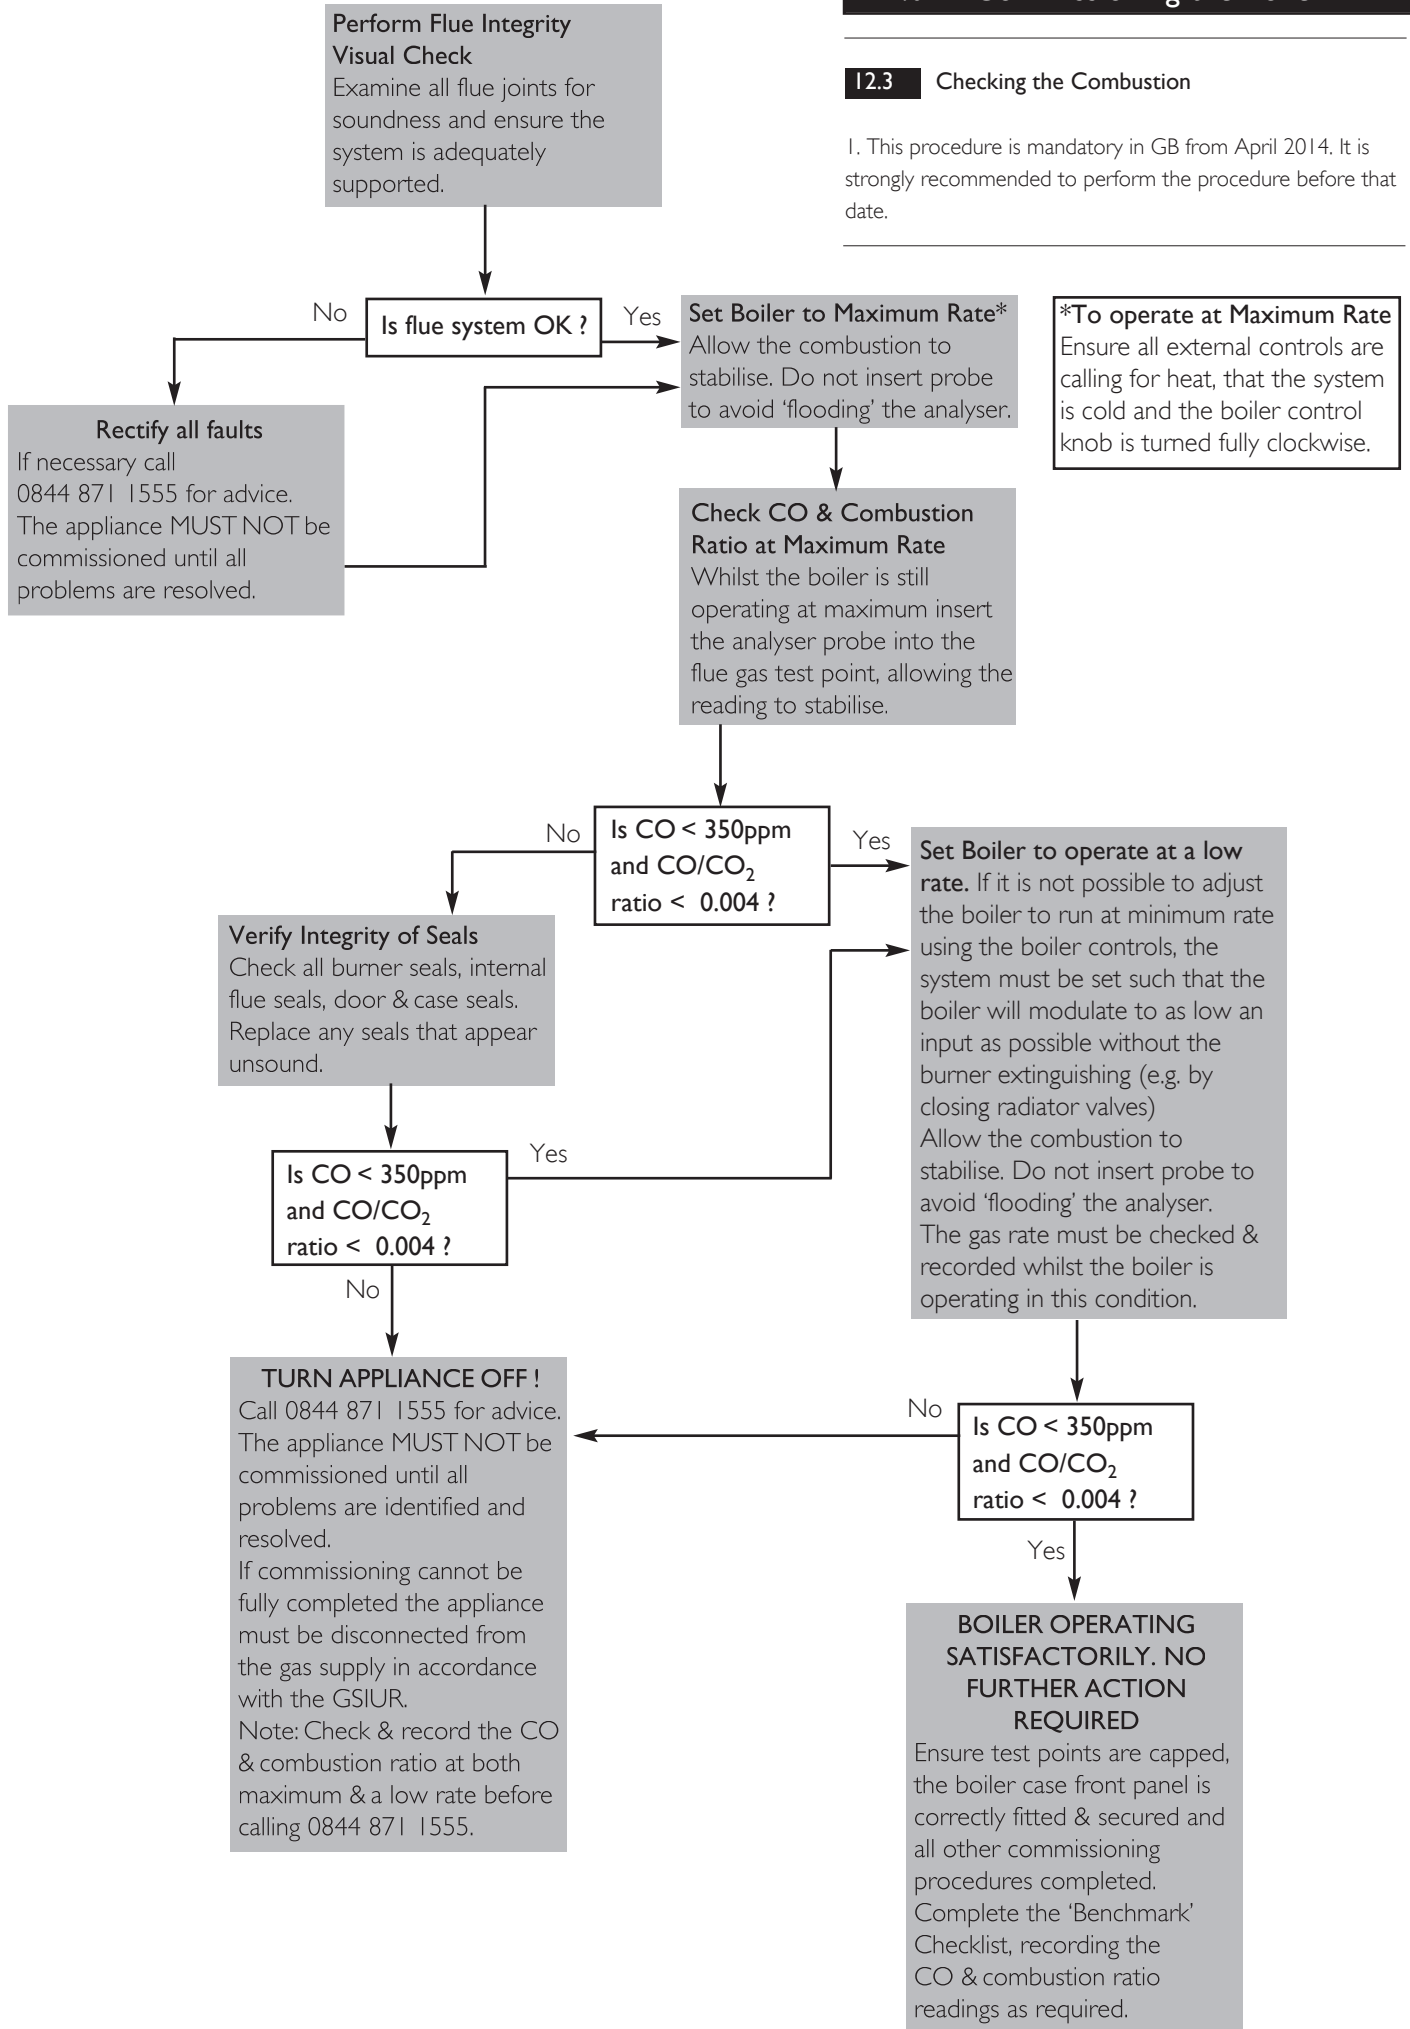 12.3 Checking the Combustion
1. This procedure is mandatory in GB from April 2014. It is
strongly recommended to perform the procedure before that
date.
Perform Flue Integrity
Visual Check
Examine all flue joints for
soundness and ensure the
system is adequately
supported.
Is flue system OK ?
No
Yes
Rectify all faults
If necessary call
0844 871 1555 for advice.
The appliance MUST NOT be
commissioned until all
problems are resolved.
Set Boiler to Maximum Rate*
Allow the combustion to
stabilise. Do not insert probe
to avoid ‘flooding’ the analyser.
*To operate at Maximum Rate
Ensure all external controls are
calling for heat, that the system
is cold and the boiler control
knob is turned fully clockwise.
Check CO & Combustion
Ratio at Maximum Rate
Whilst the boiler is still
operating at maximum insert
the analyser probe into the
flue gas test point, allowing the
reading to stabilise.
Is CO < 350ppm
and CO/CO₂
ratio < 0.004 ?
No
Yes
Verify Integrity of Seals
Check all burner seals, internal
flue seals, door & case seals.
Replace any seals that appear
unsound.
Set Boiler to operate at a low
rate. If it is not possible to adjust
the boiler to run at minimum rate
using the boiler controls, the
system must be set such that the
boiler will modulate to as low an
input as possible without the
burner extinguishing (e.g. by
closing radiator valves)
Allow the combustion to
stabilise. Do not insert probe to
avoid ‘flooding’ the analyser.
The gas rate must be checked &
recorded whilst the boiler is
operating in this condition.
Is CO < 350ppm
and CO/CO₂
ratio < 0.004 ?
Yes
No
TURN APPLIANCE OFF !
Call 0844 871 1555 for advice.
The appliance MUST NOT be
commissioned until all
problems are identified and
resolved.
If commissioning cannot be
fully completed the appliance
must be disconnected from
the gas supply in accordance
with the GSIUR.
Note: Check & record the CO
& combustion ratio at both
maximum & a low rate before
calling 0844 871 1555.
Is CO < 350ppm
and CO/CO₂
ratio < 0.004 ?
No
Yes
BOILER OPERATING
SATISFACTORILY. NO
FURTHER ACTION
REQUIRED
Ensure test points are capped,
the boiler case front panel is
correctly fitted & secured and
all other commissioning
procedures completed.
Complete the ‘Benchmark’
Checklist, recording the
CO & combustion ratio
readings as required.